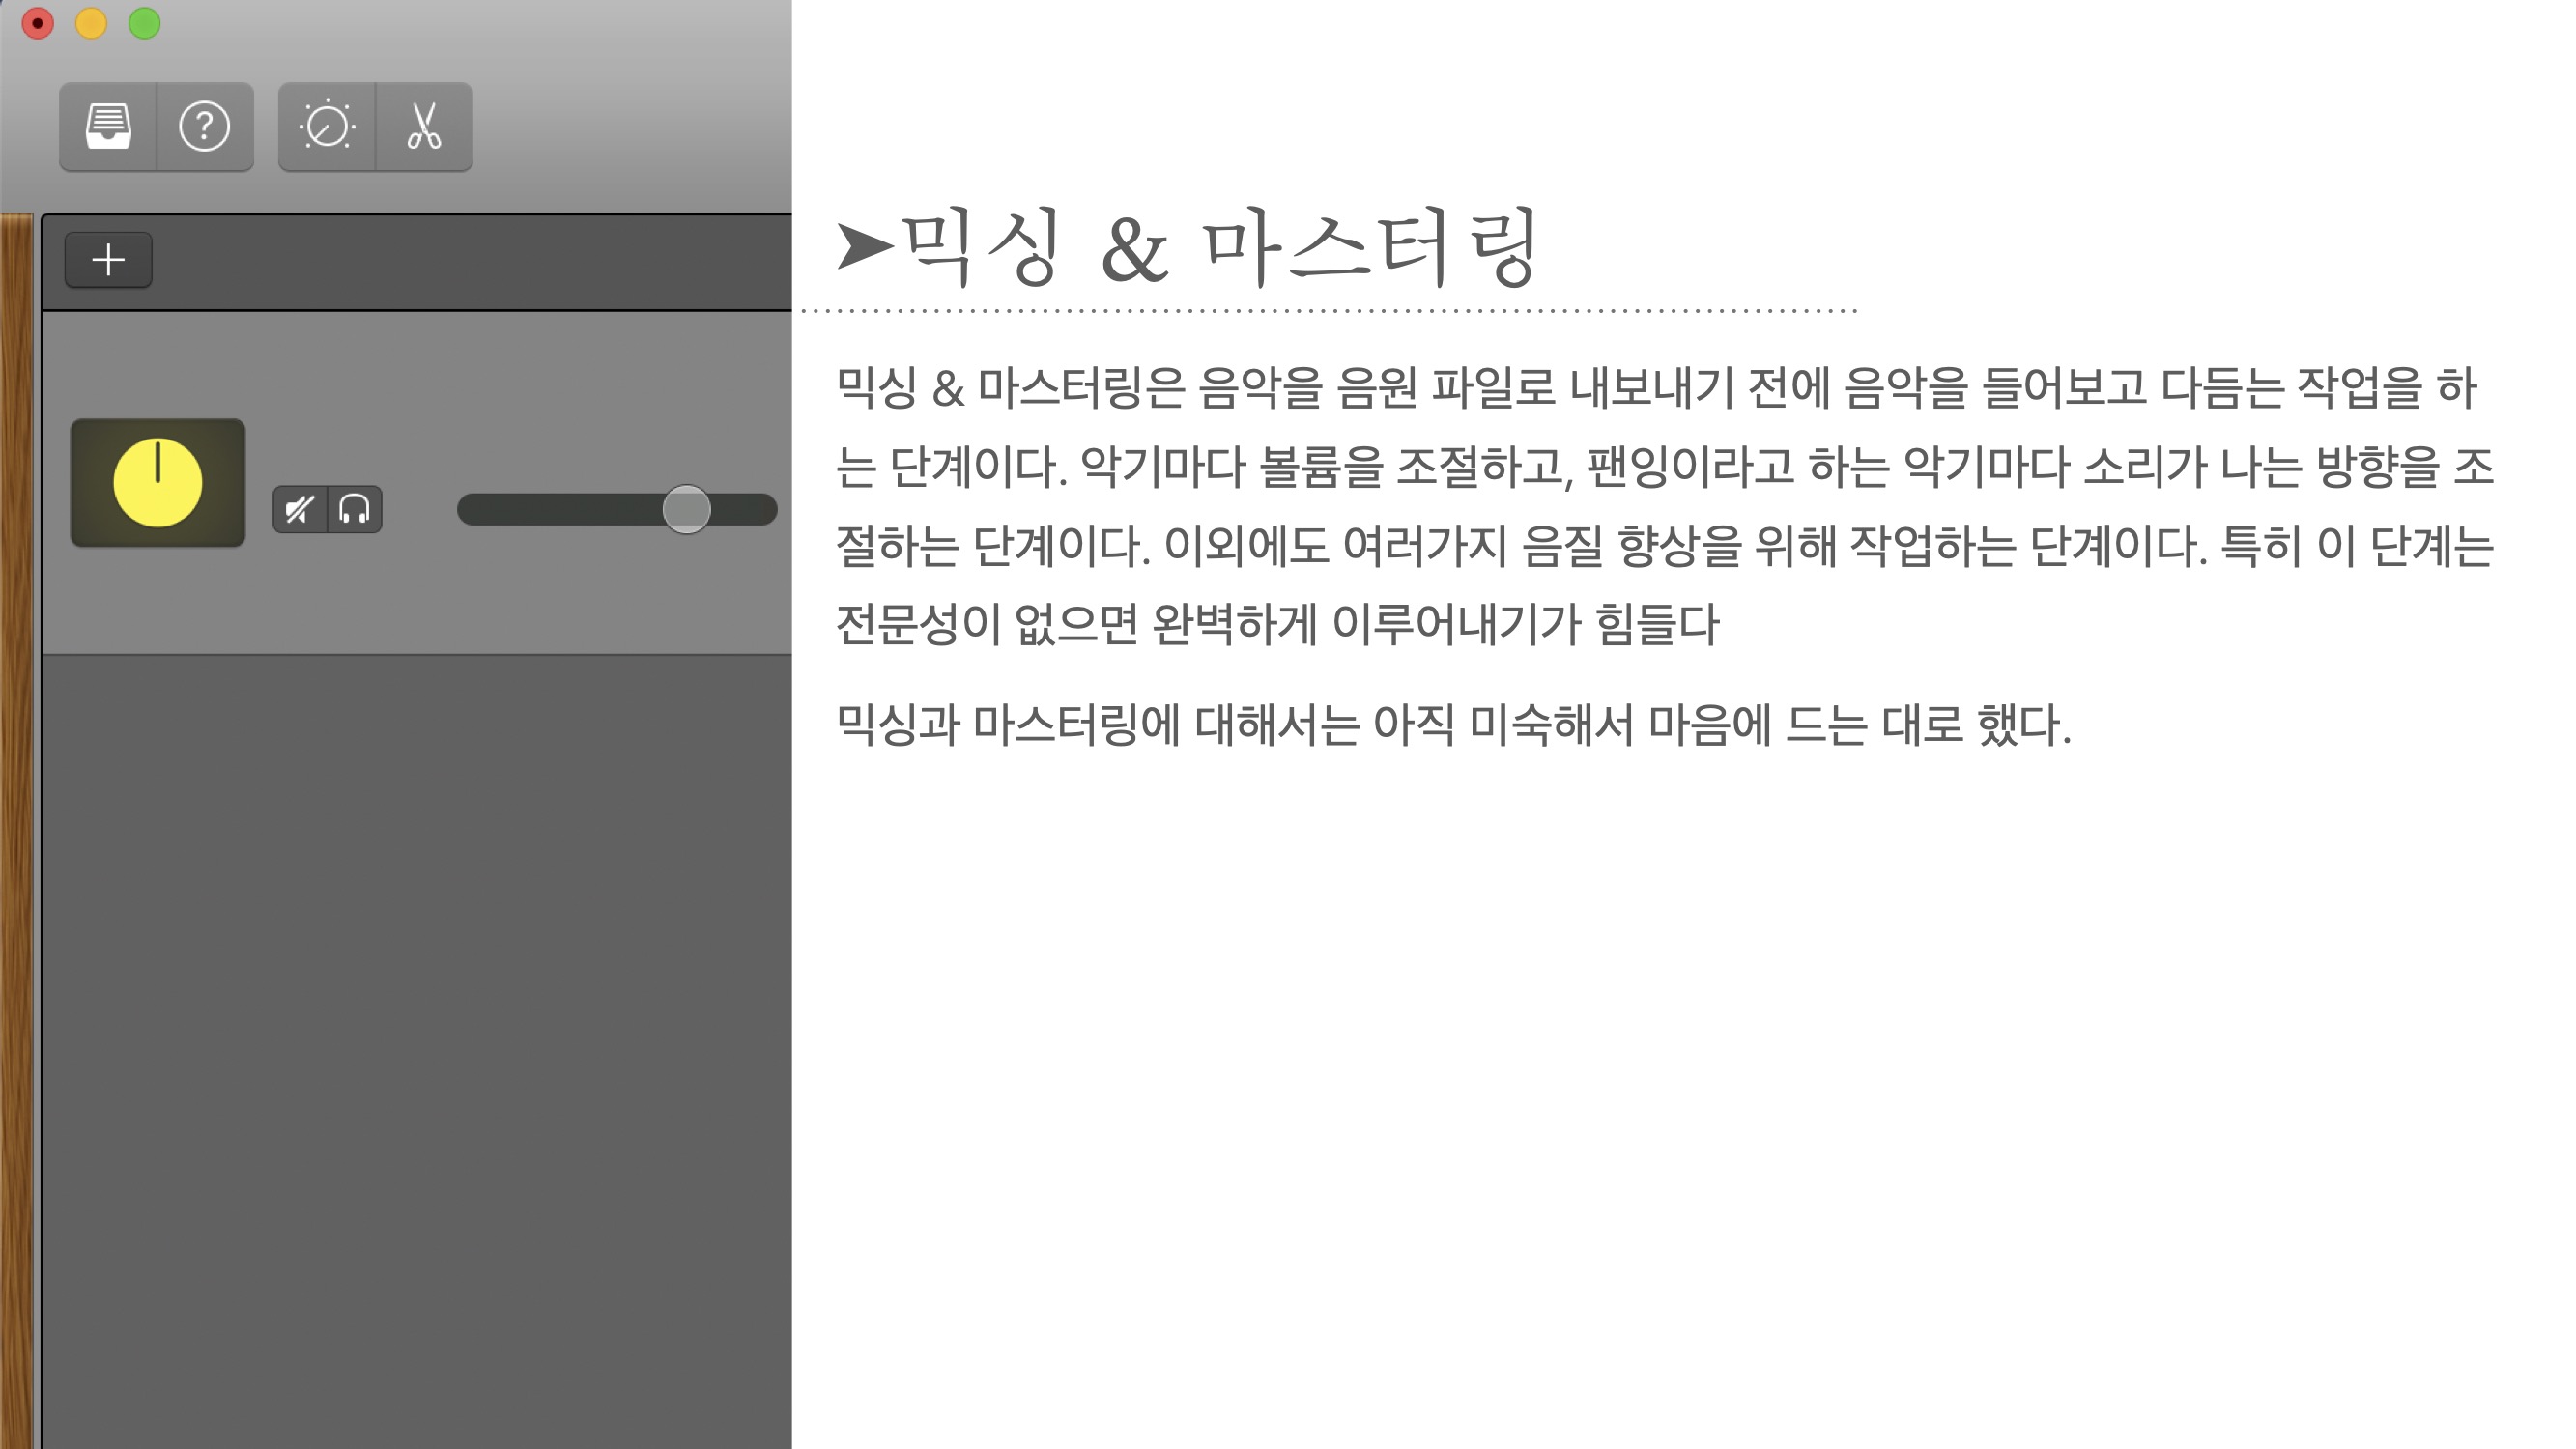 ➤믹싱 & 마스터링
믹싱 & 마스터링은 음악을 음원 파일로 내보내기 전에 음악을 들어보고 다듬는 작업을 하
는 단계이다. 악기마다 볼륨을 조절하고, 팬잉이라고 하는 악기마다 소리가 나는 방향을 조
절하는 단계이다. 이외에도 여러가지 음질 향상을 위해 작업하는 단계이다. 특히 이 단계는
전문성이 없으면 완벽하게 이루어내기가 힘들다
믹싱과 마스터링에 대해서는 아직 미숙해서 마음에 드는 대로 했다.